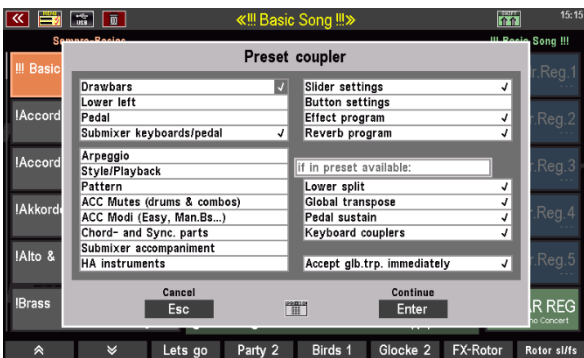 «!!! Basic Song !!!»
15:15
USB
!!! Basic Song !!!
!!! Basic
r.Reg.1
!Accord
r.Reg.2
!Accord
r.Reg.3
!Akkord
r.Reg.4
!Alto &
r.Reg.5
!Brass
R REG
no Concert
Preset coupler
Drawbars ✓
Lower left
Pedal
Submixer keyboards/pedal ✓
Arpeggio
Style/Playback
Pattern
ACC Mutes (drums & combos)
ACC Modi (Easy, Man.Bs...)
Chord- and Sync. parts
Submixer accompaniment
HA instruments
Slider settings ✓
Button settings
Effect program ✓
Reverb program ✓
if in preset available:
Lower split ✓
Global transpose ✓
Pedal sustain ✓
Keyboard couplers ✓
Accept glb.trp. immediately ✓
Cancel
Esc
Continue
Enter
Lets go
Party 2
Birds 1
Glocke 2
FX-Rotor
Rotor sl/fs